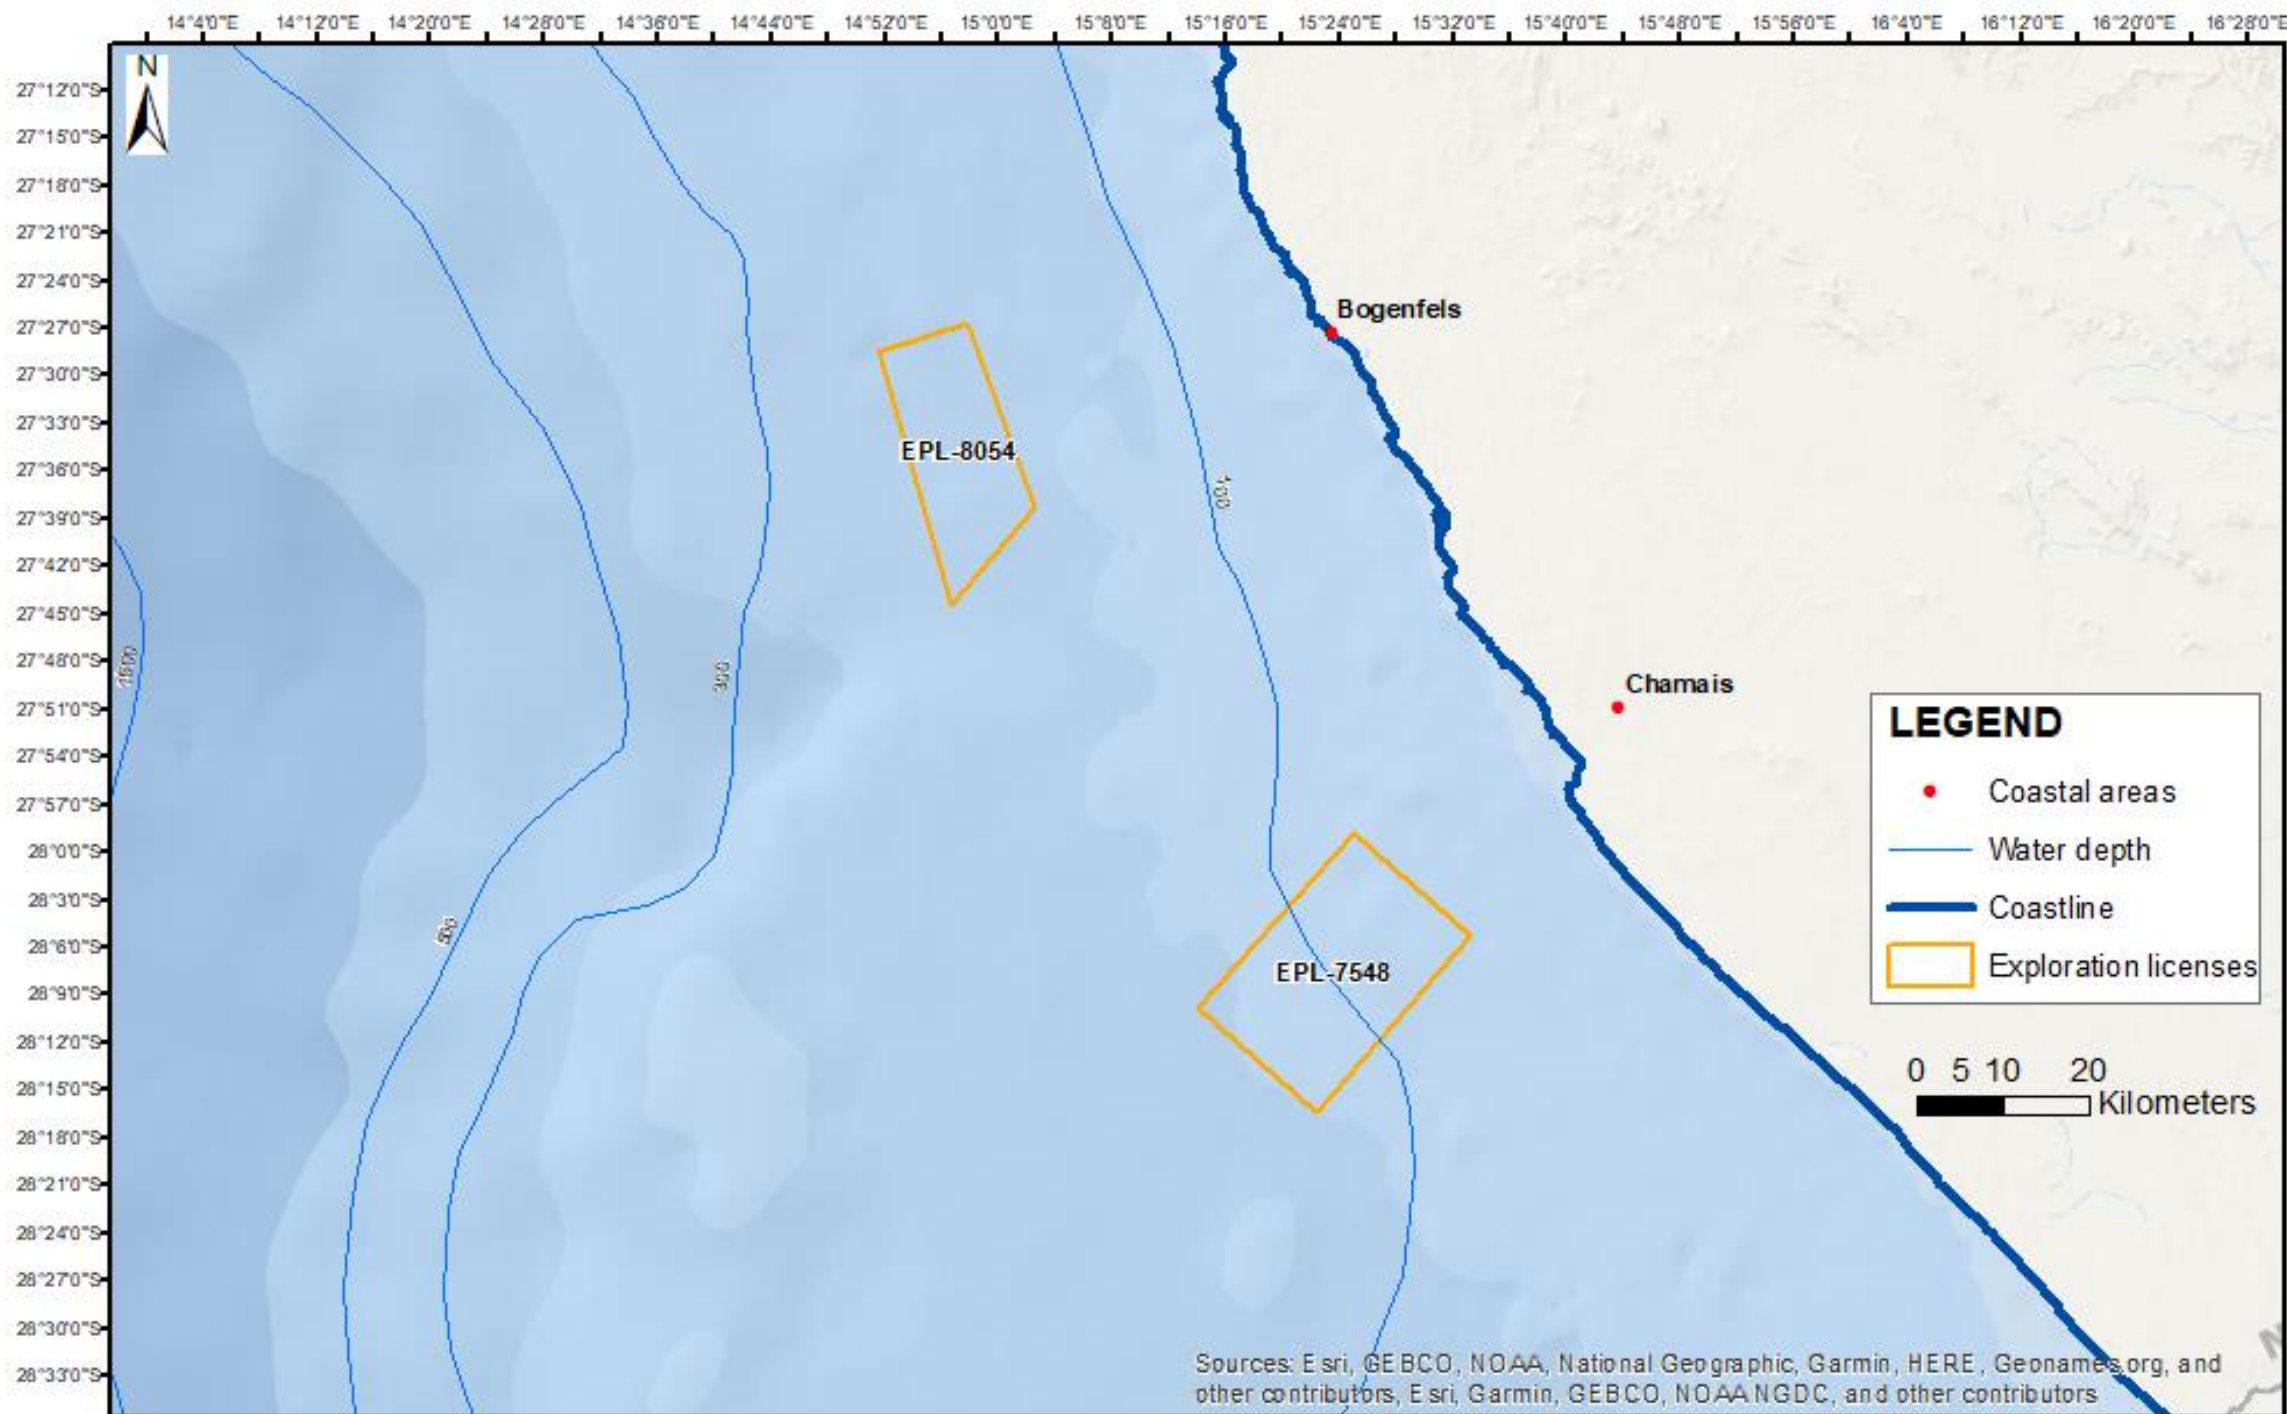 14°4'0"E 14°12'0"E 14°20'0"E 14°28'0"E 14°36'0"E 14°44'0"E 14°52'0"E 15°0'0"E 15°8'0"E 15°16'0"E 15°24'0"E 15°32'0"E 15°40'0"E 15°48'0"E 15°56'0"E 16°4'0"E 16°12'0"E 16°20'0"E 16°28'0"E
N
27°12'0"S
27°15'0"S
27°18'0"S
27°21'0"S
27°24'0"S
27°27'0"S
27°30'0"S
27°33'0"S
27°36'0"S
27°39'0"S
27°42'0"S
27°45'0"S
27°48'0"S
27°51'0"S
27°54'0"S
27°57'0"S
28°0'0"S
28°3'0"S
28°6'0"S
28°9'0"S
28°12'0"S
28°15'0"S
28°18'0"S
28°21'0"S
28°24'0"S
28°27'0"S
28°30'0"S
28°33'0"S
Bogenfels
EPL-8054
100
1500
300
Chamais
500
EPL-7548
LEGEND
Coastal areas
Water depth
Coastline
Exploration licenses
0 5 10 20
Kilometers
Sources: Esri, GEBCO, NOAA, National Geographic, Garmin, HERE, Geonames.org, and
other contributors, Esri, Garmin, GEBCO, NOAA NGDC, and other contributors